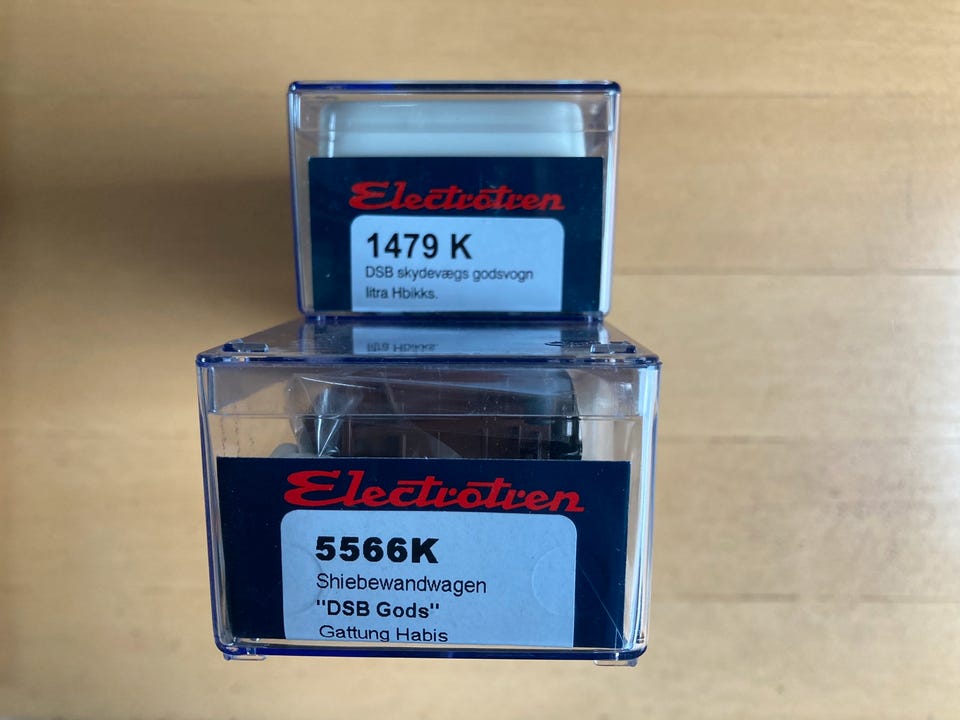 Electrotren
1479 K
DSB skydevægs godsvogn
litra Hbikks.
Electrotren
5566K
Shiebewandwagen
"DSB Gods"
Gattung Habis